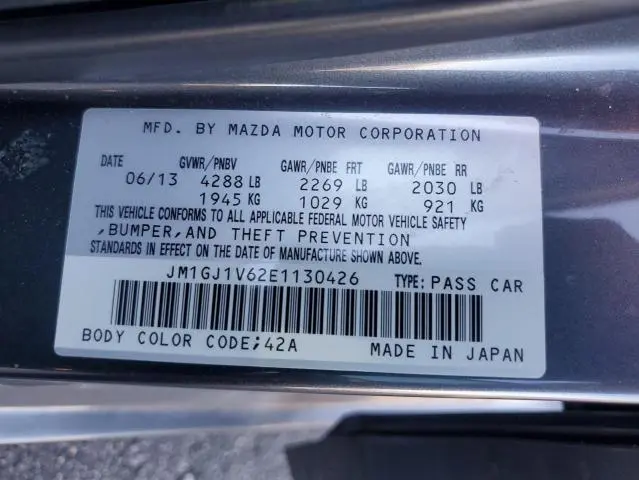 MFD. BY MAZDA MOTOR CORPORATION
DATE GVWR/PNBV GAWR/PNBE FRT GAWR/PNBE RR
06/13 4288 LB 2269 LB 2030 LB
1945 KG 1029 KG 921 KG
THIS VEHICLE CONFORMS TO ALL APPLICABLE FEDERAL MOTOR VEHICLE SAFETY
,BUMPER,AND THEFT PREVENTION
STANDARDS IN EFFECT ON THE DATE OF MANUFACTURE SHOWN ABOVE.
JM1GJ1V62E1130426 TYPE: PASS CAR
BODY COLOR CODE;42A MADE IN JAPAN